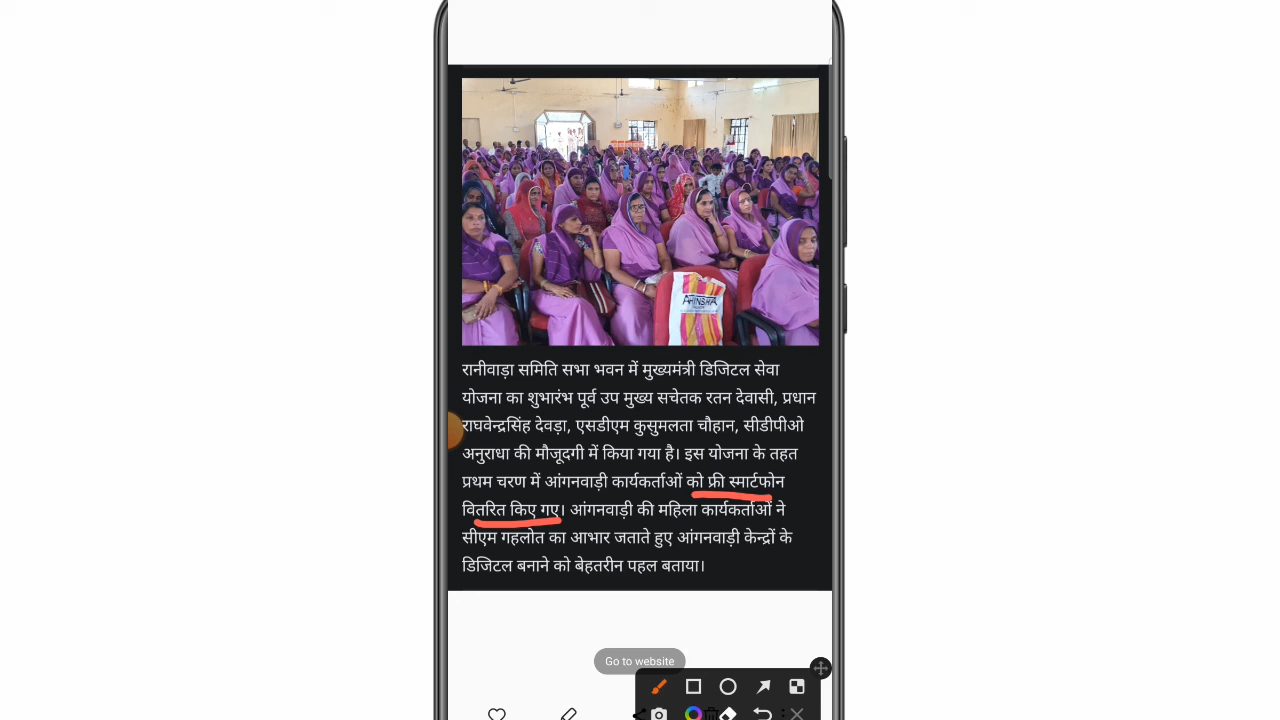 AHINSHA
रानीवाड़ा समिति सभा भवन में मुख्यमंत्री डिजिटल सेवा
योजना का शुभारंभ पूर्व उप मुख्य सचेतक रतन देवासी, प्रधान
राघवेन्द्रसिंह देवड़ा, एसडीएम कुसुमलता चौहान, सीडीपीओ
अनुराधा की मौजूदगी में किया गया है। इस योजना के तहत
प्रथम चरण में आंगनवाड़ी कार्यकर्ताओं को फ्री स्मार्टफोन
वितरित किए गए। आंगनवाड़ी की महिला कार्यकर्ताओं ने
सीएम गहलोत का आभार जताते हुए आंगनवाड़ी केन्द्रों के
डिजिटल बनाने को बेहतरीन पहल बताया।
Go to website